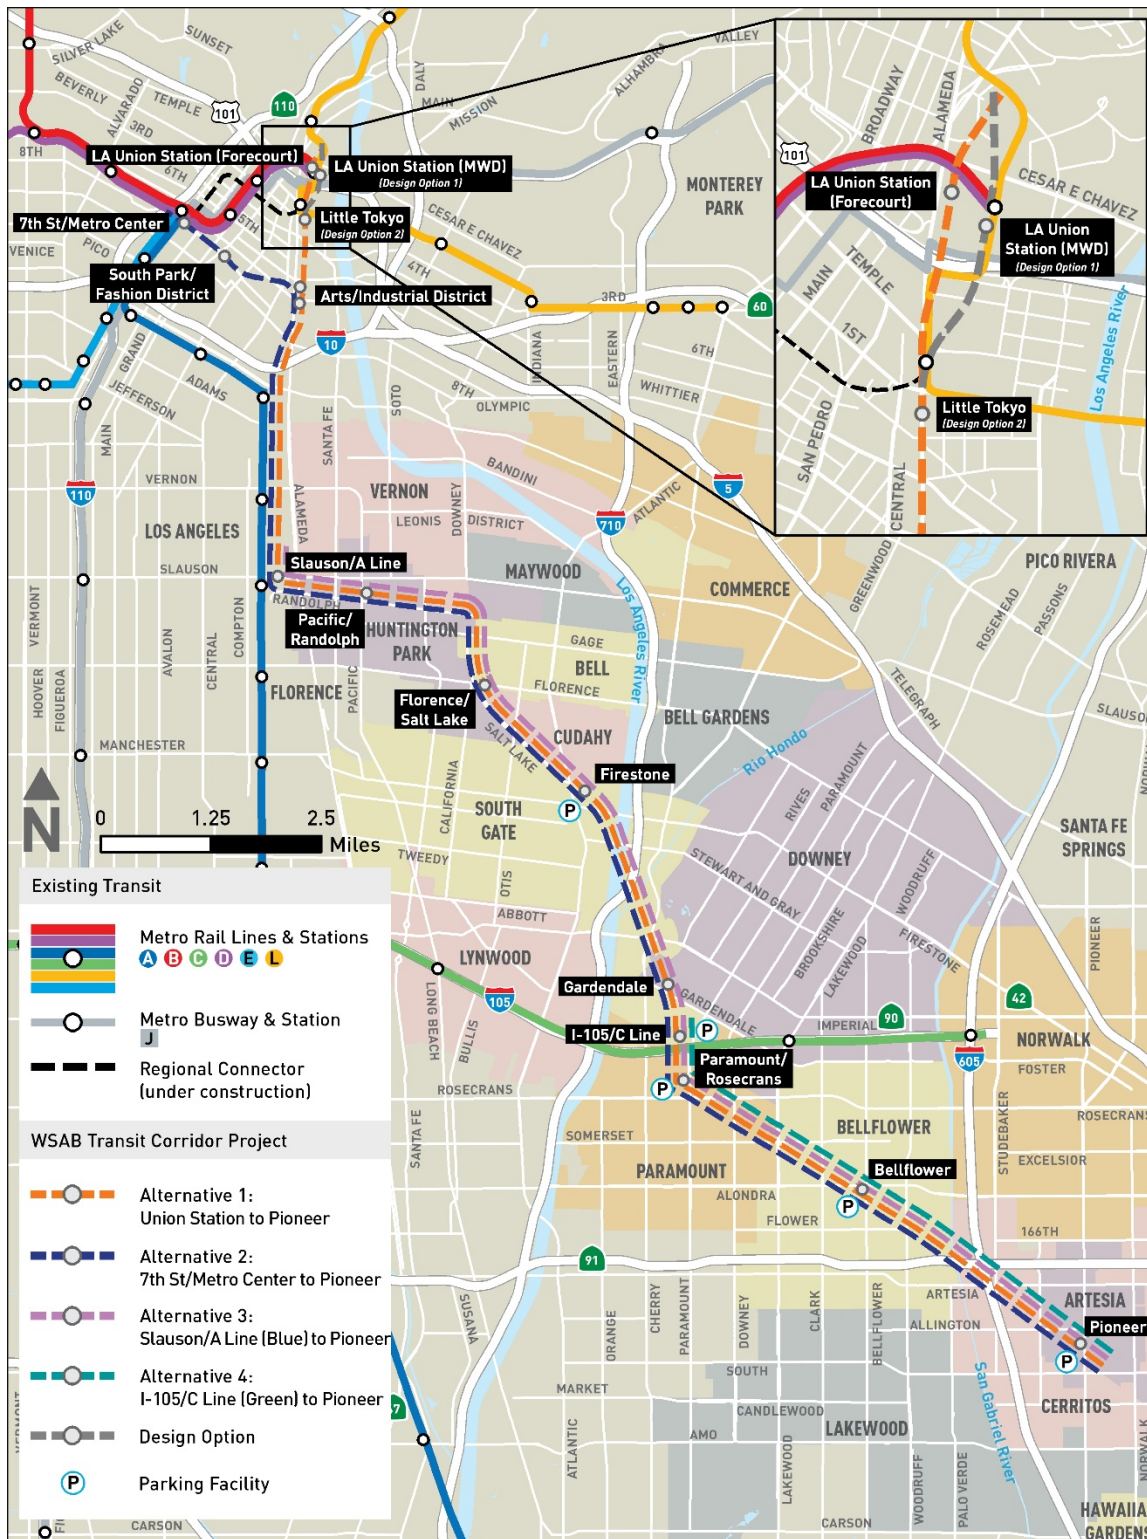 SILVER LAKE
SUNSET
BEVERLY
TEMPLE
3RD
8TH
6TH
ALVARADO
101
110
DALY
MAIN
MISSION
VALLEY
ALHAMBRA
LA Union Station (Forecourt)
LA Union Station (MWD)
(Design Option 1)
7th St/Metro Center
5TH
Little Tokyo
(Design Option 2)
CESAR E CHAVEZ
MONTEREY
PARK
VENICE
PICO
South Park/
Fashion District
4TH
Arts/Industrial District
3RD
60
10
GRAND
ADAMS
JEFFERSON
MAIN
SANTA FE
SOTO
8TH
OLYMPIC
INDIANA
EASTERN
6TH
WHITTIER
BROADWAY
ALAMEDA
101
CESAR E CHAVEZ
LA Union Station
(Forecourt)
LA Union
Station (MWD)
(Design Option 1)
MAIN
TEMPLE
1ST
Los Angeles River
Little Tokyo
(Design Option 2)
SAN PEDRO
CENTRAL
VERNON
110
LOS ANGELES
ALAMEDA
VERNON
LEONIS
DISTRICT
DOWNEY
BANDINI
ATLANTIC
5
710
SLAUSON
Slauson/A Line
RANDOLPH
Pacific/
Randolph
MAYWOOD
Los Angeles River
COMMERCE
GREENWOOD
PICO RIVERA
ROSEMEAD
PASSONS
HUNTINGTON
PARK
GAGE
BELL
FLORENCE
VERMONT
HOOVER
FIGUEROA
AVALON
CENTRAL
COMPTON
FLORENCE
PACIFIC
Florence/
Salt Lake
SALT LAKE
CUDAHY
BELL GARDENS
TELEGRAPH
SLAUSON
MANCHESTER
Rio Hondo
Firestone
P
N
0
1.25
2.5
Miles
CALIFORNIA
SOUTH
GATE
TWEEDY
OTIS
ABBOTT
RIVES
PARAMOUNT
DOWNEY
STEWART AND GRAY
WOODRUFF
BROOKSHIRE
LAKEWOOD
FIRESTONE
SANTA FE
SPRINGS
PIONEER
LYNWOOD
105
LONG BEACH
BULLIS
Gardendale
GARDENDALE
I-105/C Line
P
IMPERIAL
90
42
605
NORWALK
FOSTER
ROSECRANS
Paramount/
Rosecrans
P
ROSECRANS
SANTA FE
SOMERSET
PARAMOUNT
BELLFLOWER
STUDEBAKER
EXCELSIOR
Bellflower
P
ALONDRA
FLOWER
166TH
91
ARTESIA
ARTESIA
ALLINGTON
Pioneer
P
SUSANA
ORANGE
CHERRY
PARAMOUNT
DOWNEY
CLARK
BELLFLOWER
SOUTH
MARKET
CANDLEWOOD
AMO
LAKEWOOD
San Gabriel River
CERRITOS
NORWALK
ATLANTIC
LAKEWOOD
WOODRUFF
PALO VERDE
CARSON
CARSON
VERMONT
HAWAIIA
GARDEN
Existing Transit
Metro Rail Lines & Stations
A B C D E L
Metro Busway & Station
J
Regional Connector
(under construction)
WSAB Transit Corridor Project
Alternative 1:
Union Station to Pioneer
Alternative 2:
7th St/Metro Center to Pioneer
Alternative 3:
Slauson/A Line (Blue) to Pioneer
Alternative 4:
I-105/C Line (Green) to Pioneer
Design Option
P
Parking Facility